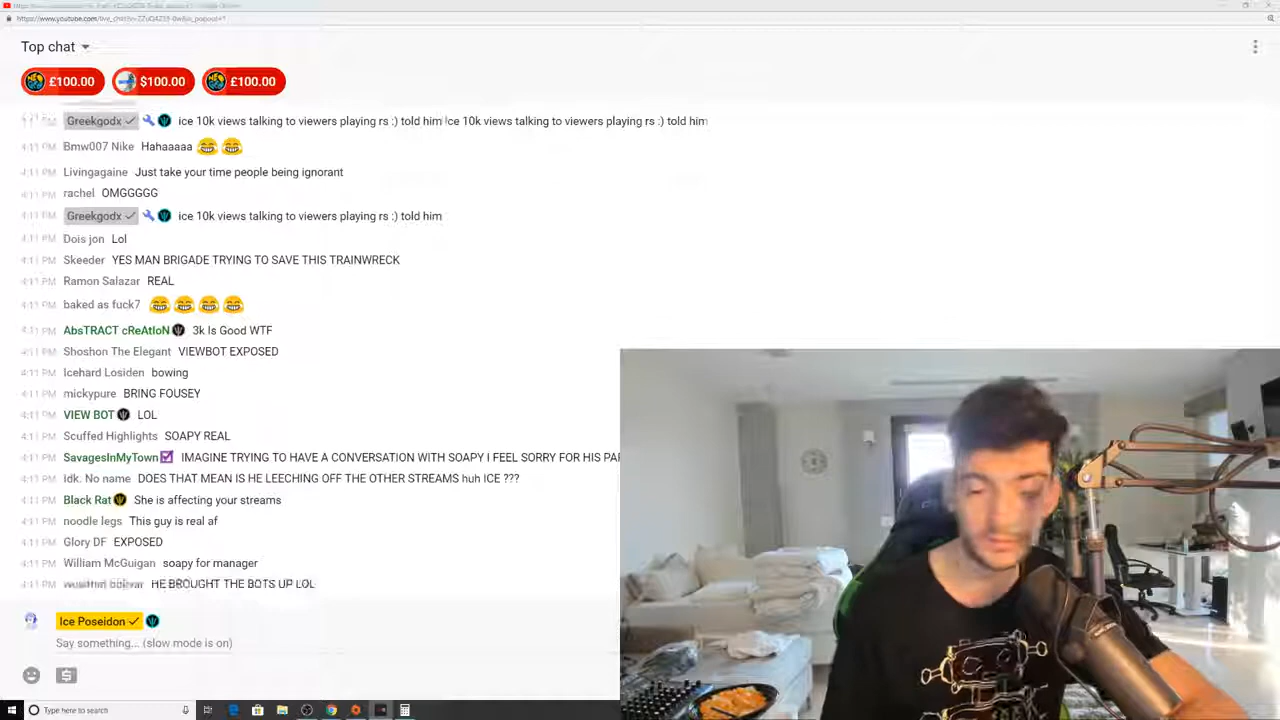 Top chat
£100.00 $100.00 £100.00
Greekgodx ice 10k views talking to viewers playing rs :) told him ice 10k views talking to viewers playing rs :) told him
Bmw007 Nike Hahaaaaa
4:11 PM Livingagaine Just take your time people being ignorant
4:11 PM rachel OMGGGGG
4:11 PM Greekgodx ice 10k views talking to viewers playing rs :) told him
4:11 PM Dois jon Lol
4:11 PM Skeeder YES MAN BRIGADE TRYING TO SAVE THIS TRAINWRECK
4:11 PM Ramon Salazar REAL
4:11 PM baked as fuck7
4:11 PM AbsTRACT cReAtIoN 3k Is Good WTF
4:11 PM Shoshon The Elegant VIEWBOT EXPOSED
4:11 PM Icehard Losiden bowing
4:11 PM mickypure BRING FOUSEY
4:11 PM VIEW BOT LOL
4:11 PM Scuffed Highlights SOAPY REAL
4:11 PM SavagesInMyTown IMAGINE TRYING TO HAVE A CONVERSATION WITH SOAPY I FEEL SORRY FOR HIS PA
4:11 PM Idk. No name DOES THAT MEAN IS HE LEECHING OFF THE OTHER STREAMS huh ICE ???
4:11 PM Black Rat She is affecting your streams
4:11 PM noodle legs This guy is real af
4:11 PM Glory DF EXPOSED
4:11 PM William McGuigan soapy for manager
4:11 PM HE BROUGHT THE BOTS UP LOL
Ice Poseidon
Say something... (slow mode is on)
Type here to search